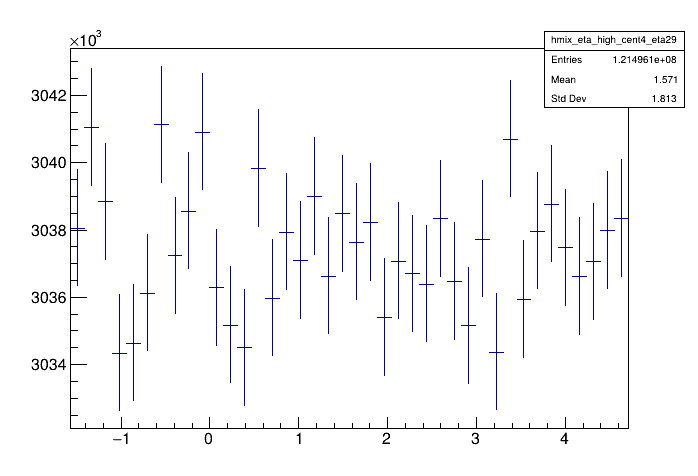 ×10³
hmix_eta_high_cent4_eta29
Entries 1.214961e+08
Mean 1.571
Std Dev 1.813
3042
3040
3038
3036
3034
−1 0 1 2 3 4